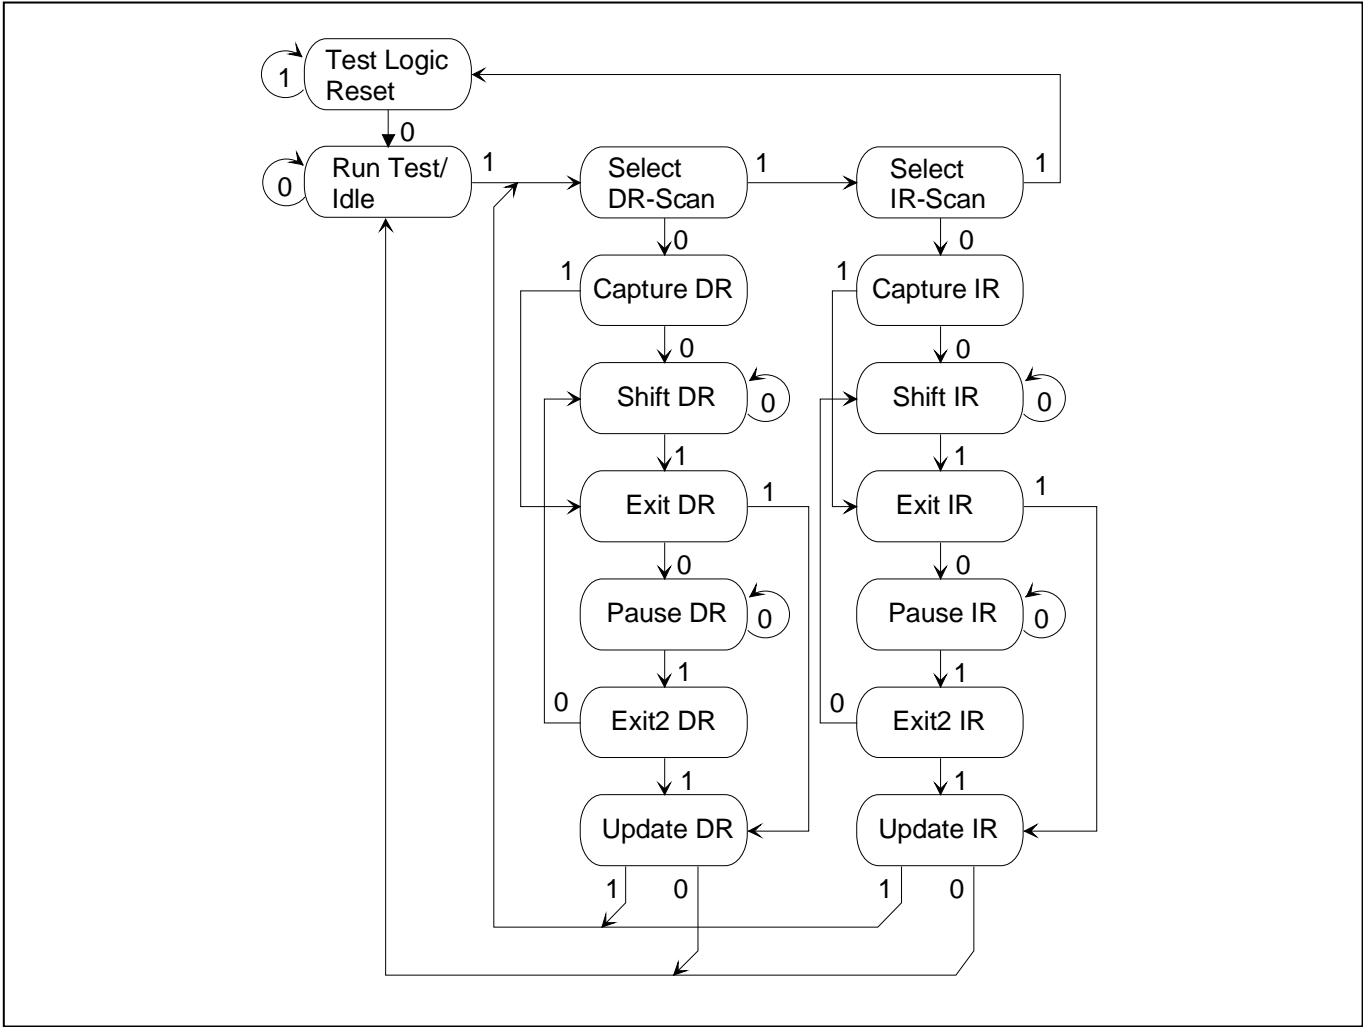 Test Logic
Reset
1
0
Run Test/
Idle
0
1
Select
DR-Scan
1
Select
IR-Scan
1
0
0
1
Capture DR
1
Capture IR
0
0
Shift DR
0
Shift IR
0
1
1
Exit DR
1
Exit IR
1
0
0
Pause DR
0
Pause IR
0
1
1
0
Exit2 DR
0
Exit2 IR
1
1
Update DR
Update IR
1
0
1
0